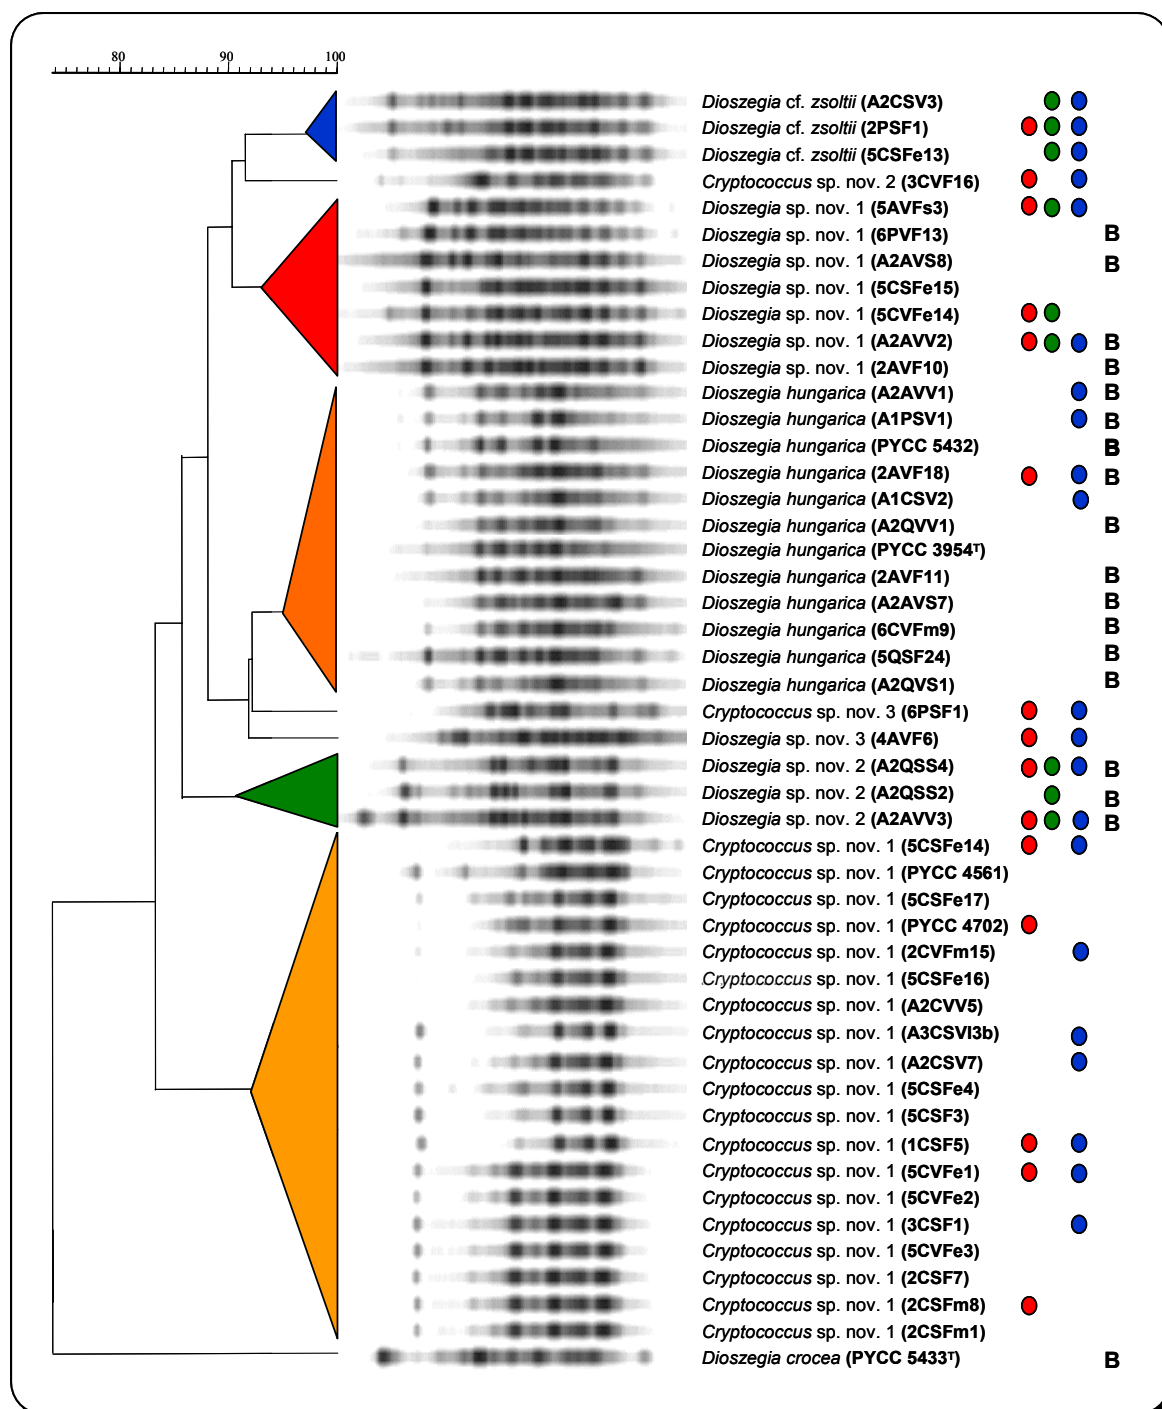 80 90 100
Dioszegia cf. zsoltii (A2CSV3)
Dioszegia cf. zsoltii (2PSF1)
Dioszegia cf. zsoltii (5CSFe13)
Cryptococcus sp. nov. 2 (3CVF16)
Dioszegia sp. nov. 1 (5AVFs3)
Dioszegia sp. nov. 1 (6PVF13) B
Dioszegia sp. nov. 1 (A2AVS8) B
Dioszegia sp. nov. 1 (5CSFe15)
Dioszegia sp. nov. 1 (5CVFe14)
Dioszegia sp. nov. 1 (A2AVV2) B
Dioszegia sp. nov. 1 (2AVF10) B
Dioszegia hungarica (A2AVV1) B
Dioszegia hungarica (A1PSV1) B
Dioszegia hungarica (PYCC 5432) B
Dioszegia hungarica (2AVF18) B
Dioszegia hungarica (A1CSV2)
Dioszegia hungarica (A2QVV1) B
Dioszegia hungarica (PYCC 3954ᵀ)
Dioszegia hungarica (2AVF11) B
Dioszegia hungarica (A2AVS7) B
Dioszegia hungarica (6CVFm9) B
Dioszegia hungarica (5QSF24) B
Dioszegia hungarica (A2QVS1) B
Cryptococcus sp. nov. 3 (6PSF1)
Dioszegia sp. nov. 3 (4AVF6)
Dioszegia sp. nov. 2 (A2QSS4) B
Dioszegia sp. nov. 2 (A2QSS2) B
Dioszegia sp. nov. 2 (A2AVV3) B
Cryptococcus sp. nov. 1 (5CSFe14)
Cryptococcus sp. nov. 1 (PYCC 4561)
Cryptococcus sp. nov. 1 (5CSFe17)
Cryptococcus sp. nov. 1 (PYCC 4702)
Cryptococcus sp. nov. 1 (2CVFm15)
Cryptococcus sp. nov. 1 (5CSFe16)
Cryptococcus sp. nov. 1 (A2CVV5)
Cryptococcus sp. nov. 1 (A3CSVI3b)
Cryptococcus sp. nov. 1 (A2CSV7)
Cryptococcus sp. nov. 1 (5CSFe4)
Cryptococcus sp. nov. 1 (5CSF3)
Cryptococcus sp. nov. 1 (1CSF5)
Cryptococcus sp. nov. 1 (5CVFe1)
Cryptococcus sp. nov. 1 (5CVFe2)
Cryptococcus sp. nov. 1 (3CSF1)
Cryptococcus sp. nov. 1 (5CVFe3)
Cryptococcus sp. nov. 1 (2CSF7)
Cryptococcus sp. nov. 1 (2CSFm8)
Cryptococcus sp. nov. 1 (2CSFm1)
Dioszegia crocea (PYCC 5433ᵀ) B